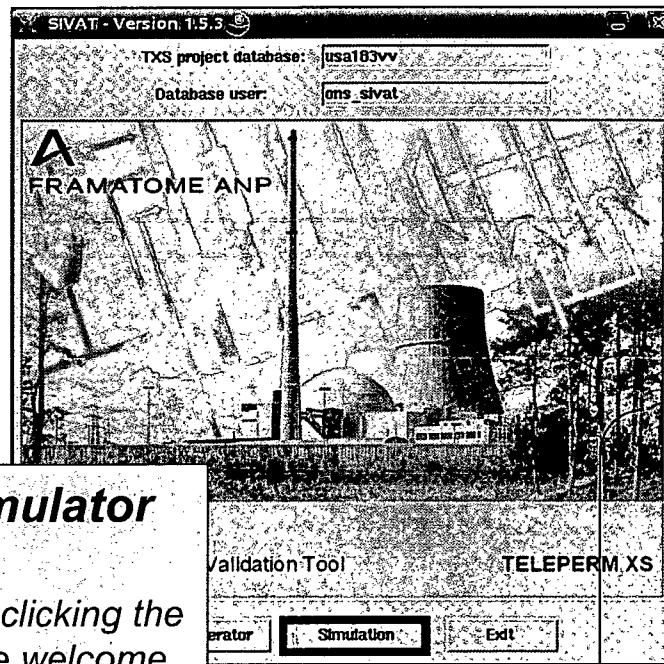 SIVAT - Version 1.5.3
TXS project database: usa103vv
Database user: ons_sivat
A
FRAMATOME ANP
mulator
Validation Tool TELEPERM XS
clicking the
e welcome
erator Simulation Exit